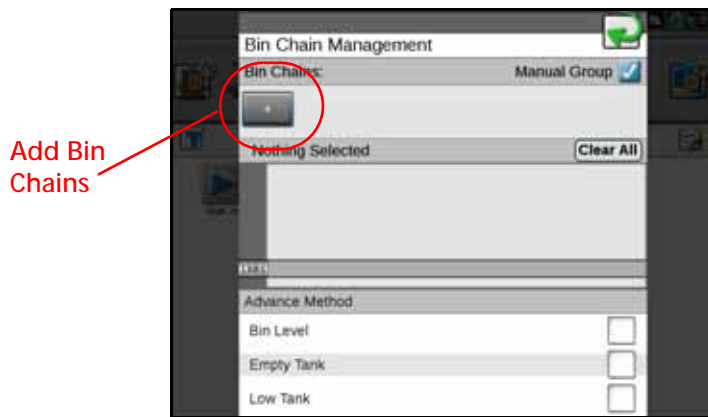 Bin Chain Management
Bin Chains: Manual Group
+
Add Bin
Chains
Nothing Selected Clear All
Advance Method
Bin Level
Empty Tank
Low Tank